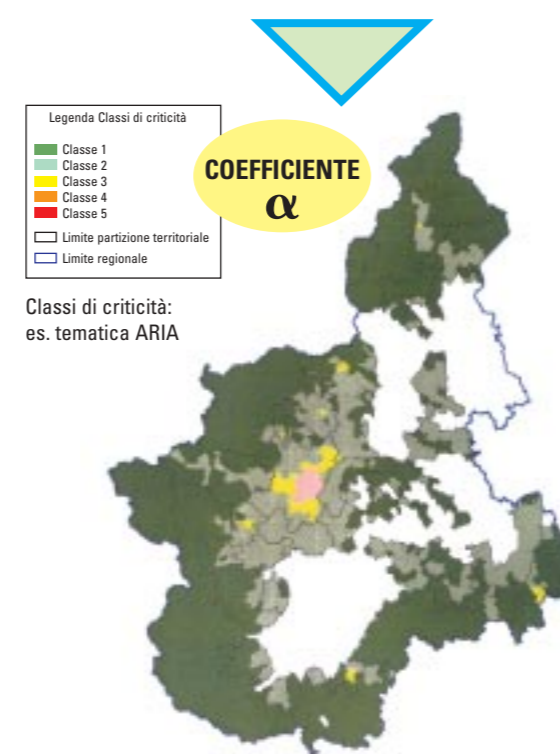 Legenda Classi di criticità
Classe 1
Classe 2
Classe 3
Classe 4
Classe 5
Limite partizione territoriale
Limite regionale
COEFFICIENTE
α
Classi di criticità:
es. tematica ARIA